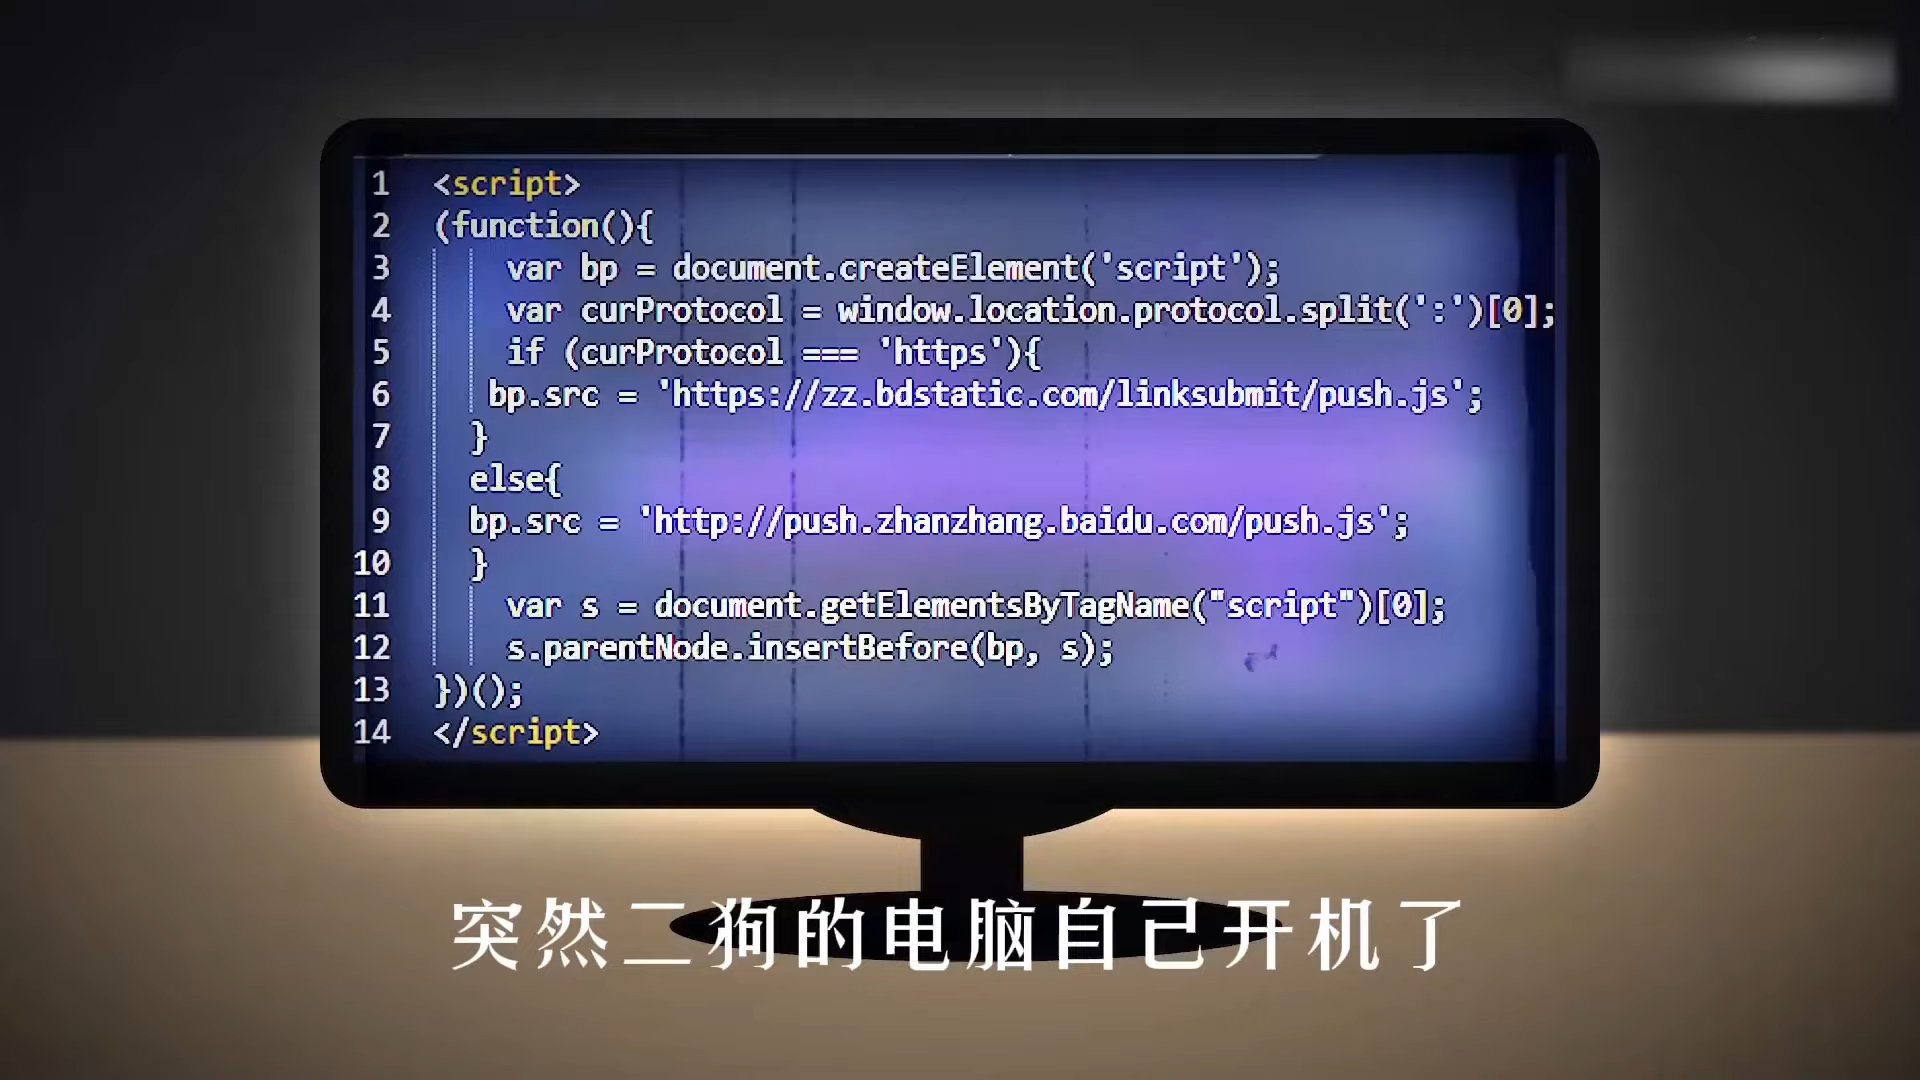 1 <script>
2 (function(){
3 var bp = document.createElement('script');
4 var curProtocol = window.location.protocol.split(':')[0];
5 if (curProtocol === 'https'){
6 bp.src = 'https://zz.bdstatic.com/linksubmit/push.js';
7 }
8 else{
9 bp.src = 'http://push.zhanzhang.baidu.com/push.js';
10 }
11 var s = document.getElementsByTagName("script")[0];
12 s.parentNode.insertBefore(bp, s);
13 })();
14 </script>
突然二狗的电脑自己开机了